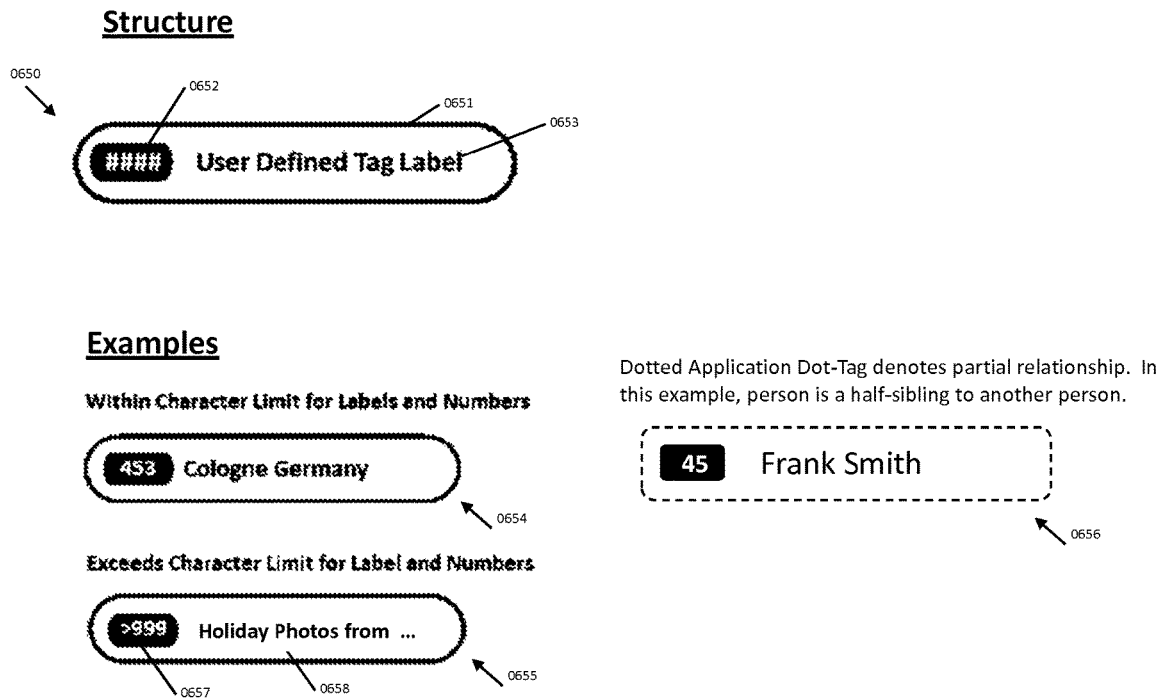 Structure
0650
0652
0651
0653
#### User Defined Tag Label
Examples
Within Character Limit for Labels and Numbers
453 Cologne Germany
0654
Exceeds Character Limit for Label and Numbers
>999 Holiday Photos from ...
0655
0657
0658
Dotted Application Dot-Tag denotes partial relationship. In
this example, person is a half-sibling to another person.
45 Frank Smith
0656